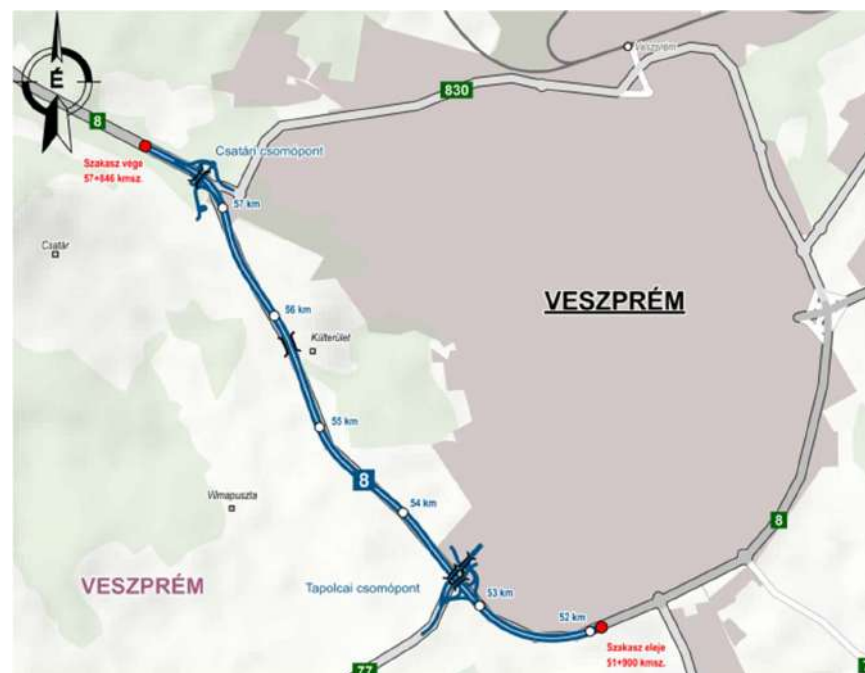 Veszprém
830
É
8
Csatári csomópont
Szakasz vége
57+846 kmsz.
57 km
Csatár
VESZPRÉM
56 km
Külterület
55 km
8
Vilmapuszta
54 km
8
VESZPRÉM
Tapolcai csomópont
53 km
52 km
Szakasz eleje
51+900 kmsz.
77